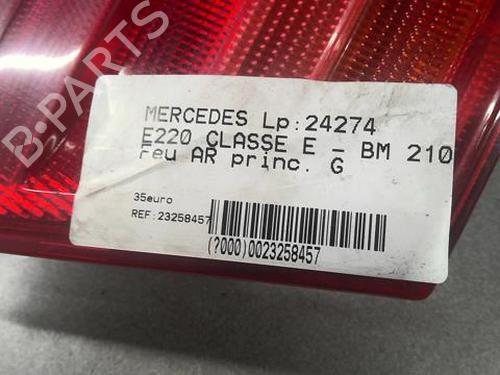 B-PARTS
MERCEDES Lp:24274
E220 CLASSE E - BM 210
feu AR princ. G
35euro
REF:23258457
(?000)0023258457